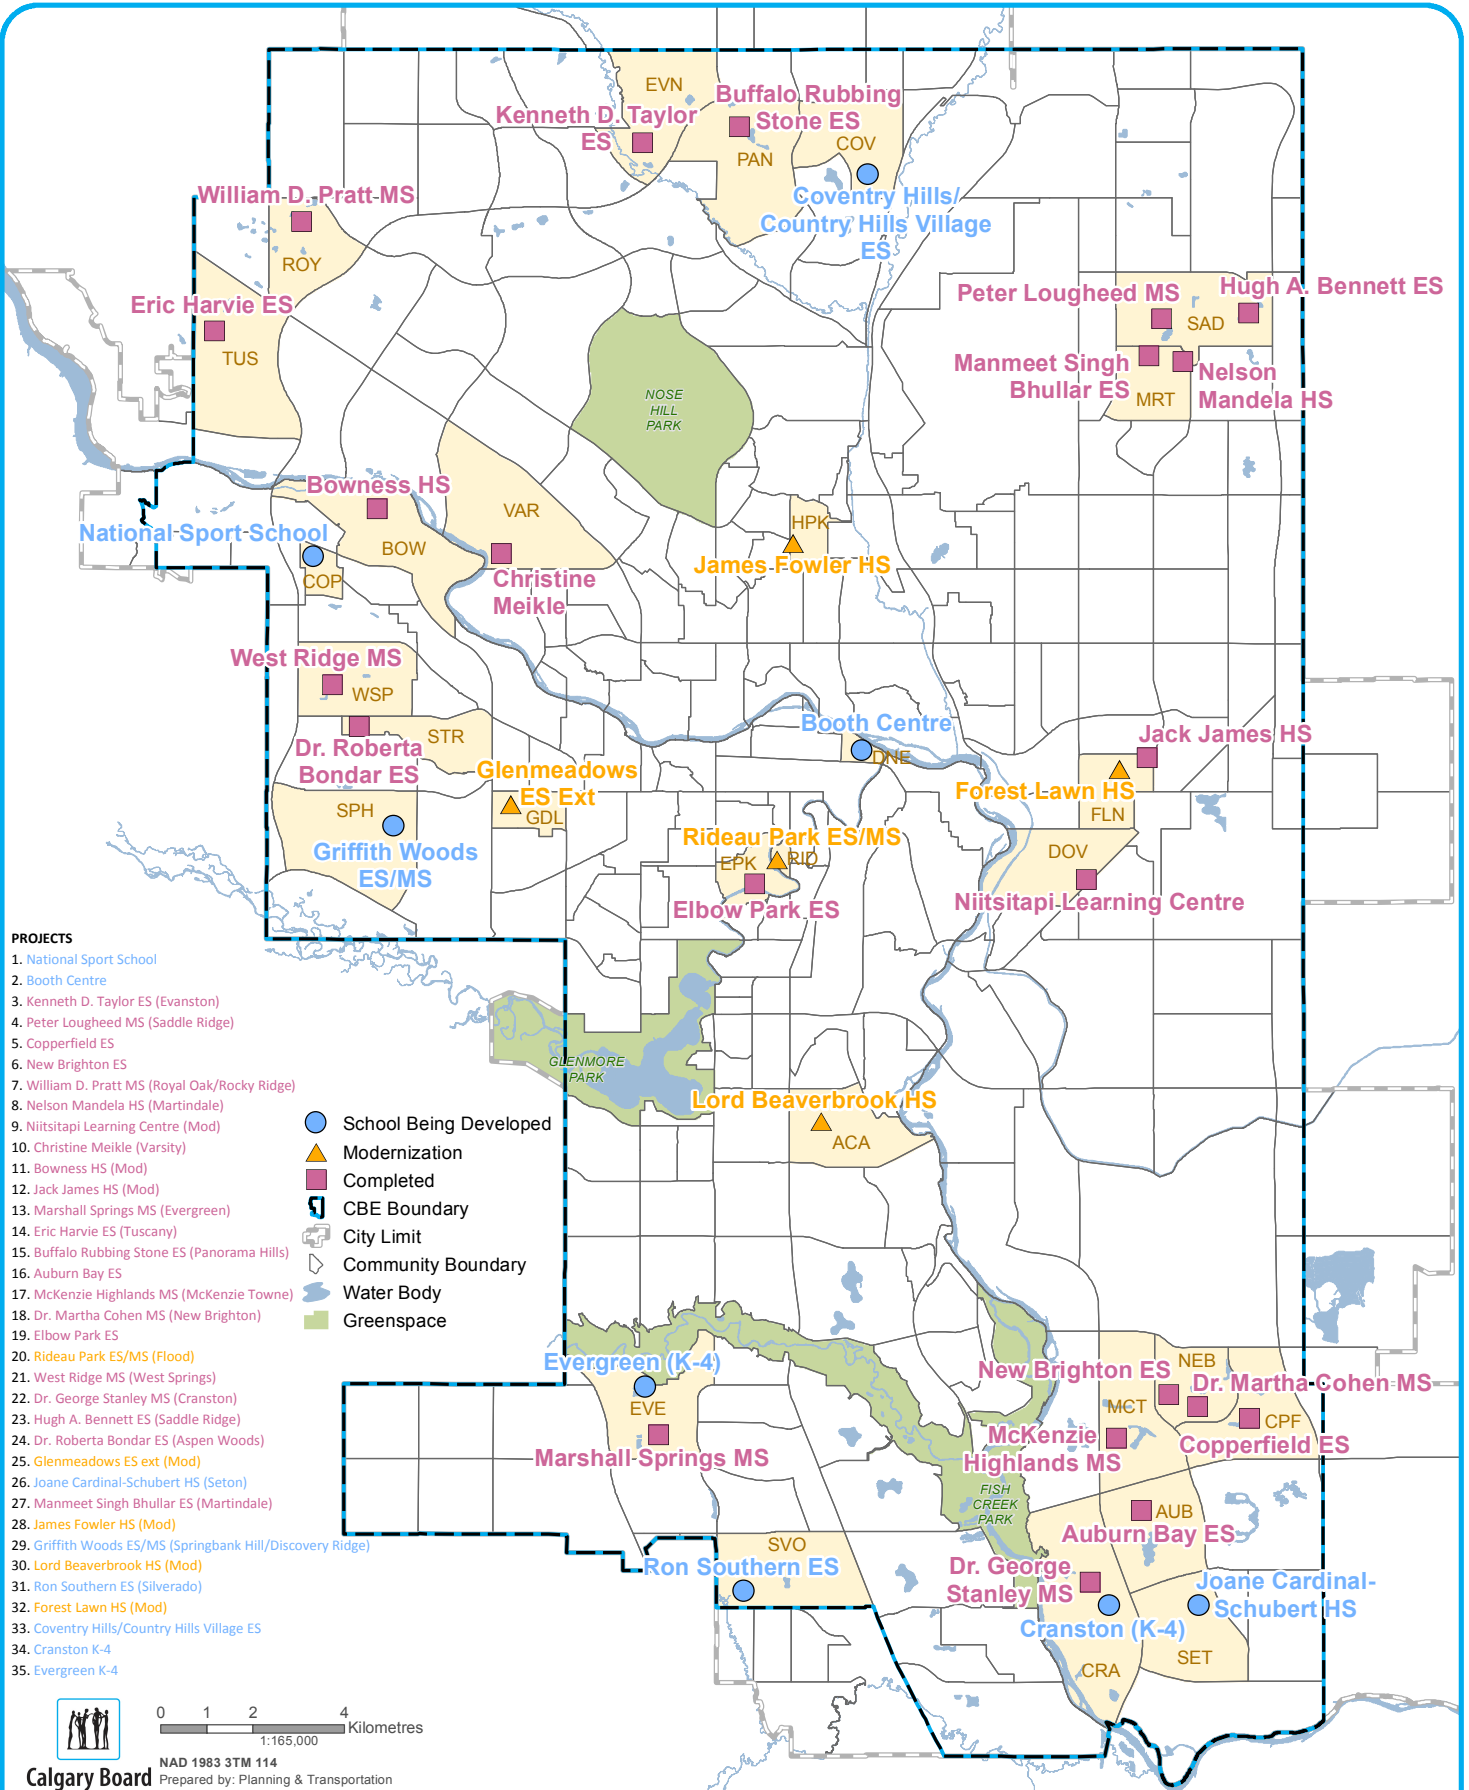 EVN
Buffalo Rubbing
Stone ES
Kenneth D. Taylor
ES
COV
PAN
William D. Pratt MS
Coventry Hills/
Country Hills Village
ES
ROY
Eric Harvie ES
TUS
Peter Lougheed MS
Hugh A. Bennett ES
SAD
Manmeet Singh
Bhullar ES
Nelson
Mandela HS
MRT
NOSE
HILL
PARK
Bowness HS
VAR
National Sport School
BOW
COP
HPK
James Fowler HS
Christine
Meikle
West Ridge MS
WSP
Dr. Roberta
Bondar ES
STR
Booth Centre
DNE
Jack James HS
Glenmeadows
ES Ext
GDL
Forest Lawn HS
FLN
SPH
Griffith Woods
ES/MS
Rideau Park ES/MS
EPK
RID
Elbow Park ES
DOV
Niitsitapi Learning Centre
GLENMORE
PARK
Lord Beaverbrook HS
ACA
PROJECTS
1. National Sport School
2. Booth Centre
3. Kenneth D. Taylor ES (Evanston)
4. Peter Lougheed MS (Saddle Ridge)
5. Copperfield ES
6. New Brighton ES
7. William D. Pratt MS (Royal Oak/Rocky Ridge)
8. Nelson Mandela HS (Martindale)
9. Niitsitapi Learning Centre (Mod)
10. Christine Meikle (Varsity)
11. Bowness HS (Mod)
12. Jack James HS (Mod)
13. Marshall Springs MS (Evergreen)
14. Eric Harvie ES (Tuscany)
15. Buffalo Rubbing Stone ES (Panorama Hills)
16. Auburn Bay ES
17. McKenzie Highlands MS (McKenzie Towne)
18. Dr. Martha Cohen MS (New Brighton)
19. Elbow Park ES
20. Rideau Park ES/MS (Flood)
21. West Ridge MS (West Springs)
22. Dr. George Stanley MS (Cranston)
23. Hugh A. Bennett ES (Saddle Ridge)
24. Dr. Roberta Bondar ES (Aspen Woods)
25. Glenmeadows ES ext (Mod)
26. Joane Cardinal-Schubert HS (Seton)
27. Manmeet Singh Bhullar ES (Martindale)
28. James Fowler HS (Mod)
29. Griffith Woods ES/MS (Springbank Hill/Discovery Ridge)
30. Lord Beaverbrook HS (Mod)
31. Ron Southern ES (Silverado)
32. Forest Lawn HS (Mod)
33. Coventry Hills/Country Hills Village ES
34. Cranston K-4
35. Evergreen K-4
School Being Developed
Modernization
Completed
CBE Boundary
City Limit
Community Boundary
Water Body
Greenspace
Evergreen (K-4)
EVE
Marshall Springs MS
New Brighton ES
NEB
Dr. Martha Cohen MS
MCT
CPF
McKenzie
Highlands MS
Copperfield ES
FISH
CREEK
PARK
AUB
Auburn Bay ES
SVO
Ron Southern ES
Dr. George
Stanley MS
Joane Cardinal-
Schubert HS
Cranston (K-4)
SET
CRA
0 1 2 4
Kilometres
1:165,000
NAD 1983 3TM 114
Calgary Board
Prepared by: Planning & Transportation